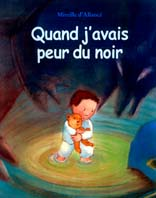 Mireille d'Allancé
Quand j'avais
peur du noir